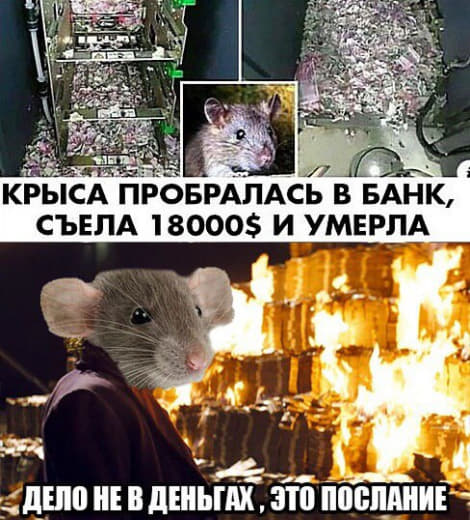 КРЫСА ПРОБРАЛАСЬ В БАНК,
СЪЕЛА 18000$ И УМЕРЛА
ДЕЛО НЕ В ДЕНЬГАХ , ЭТО ПОСЛАНИЕ